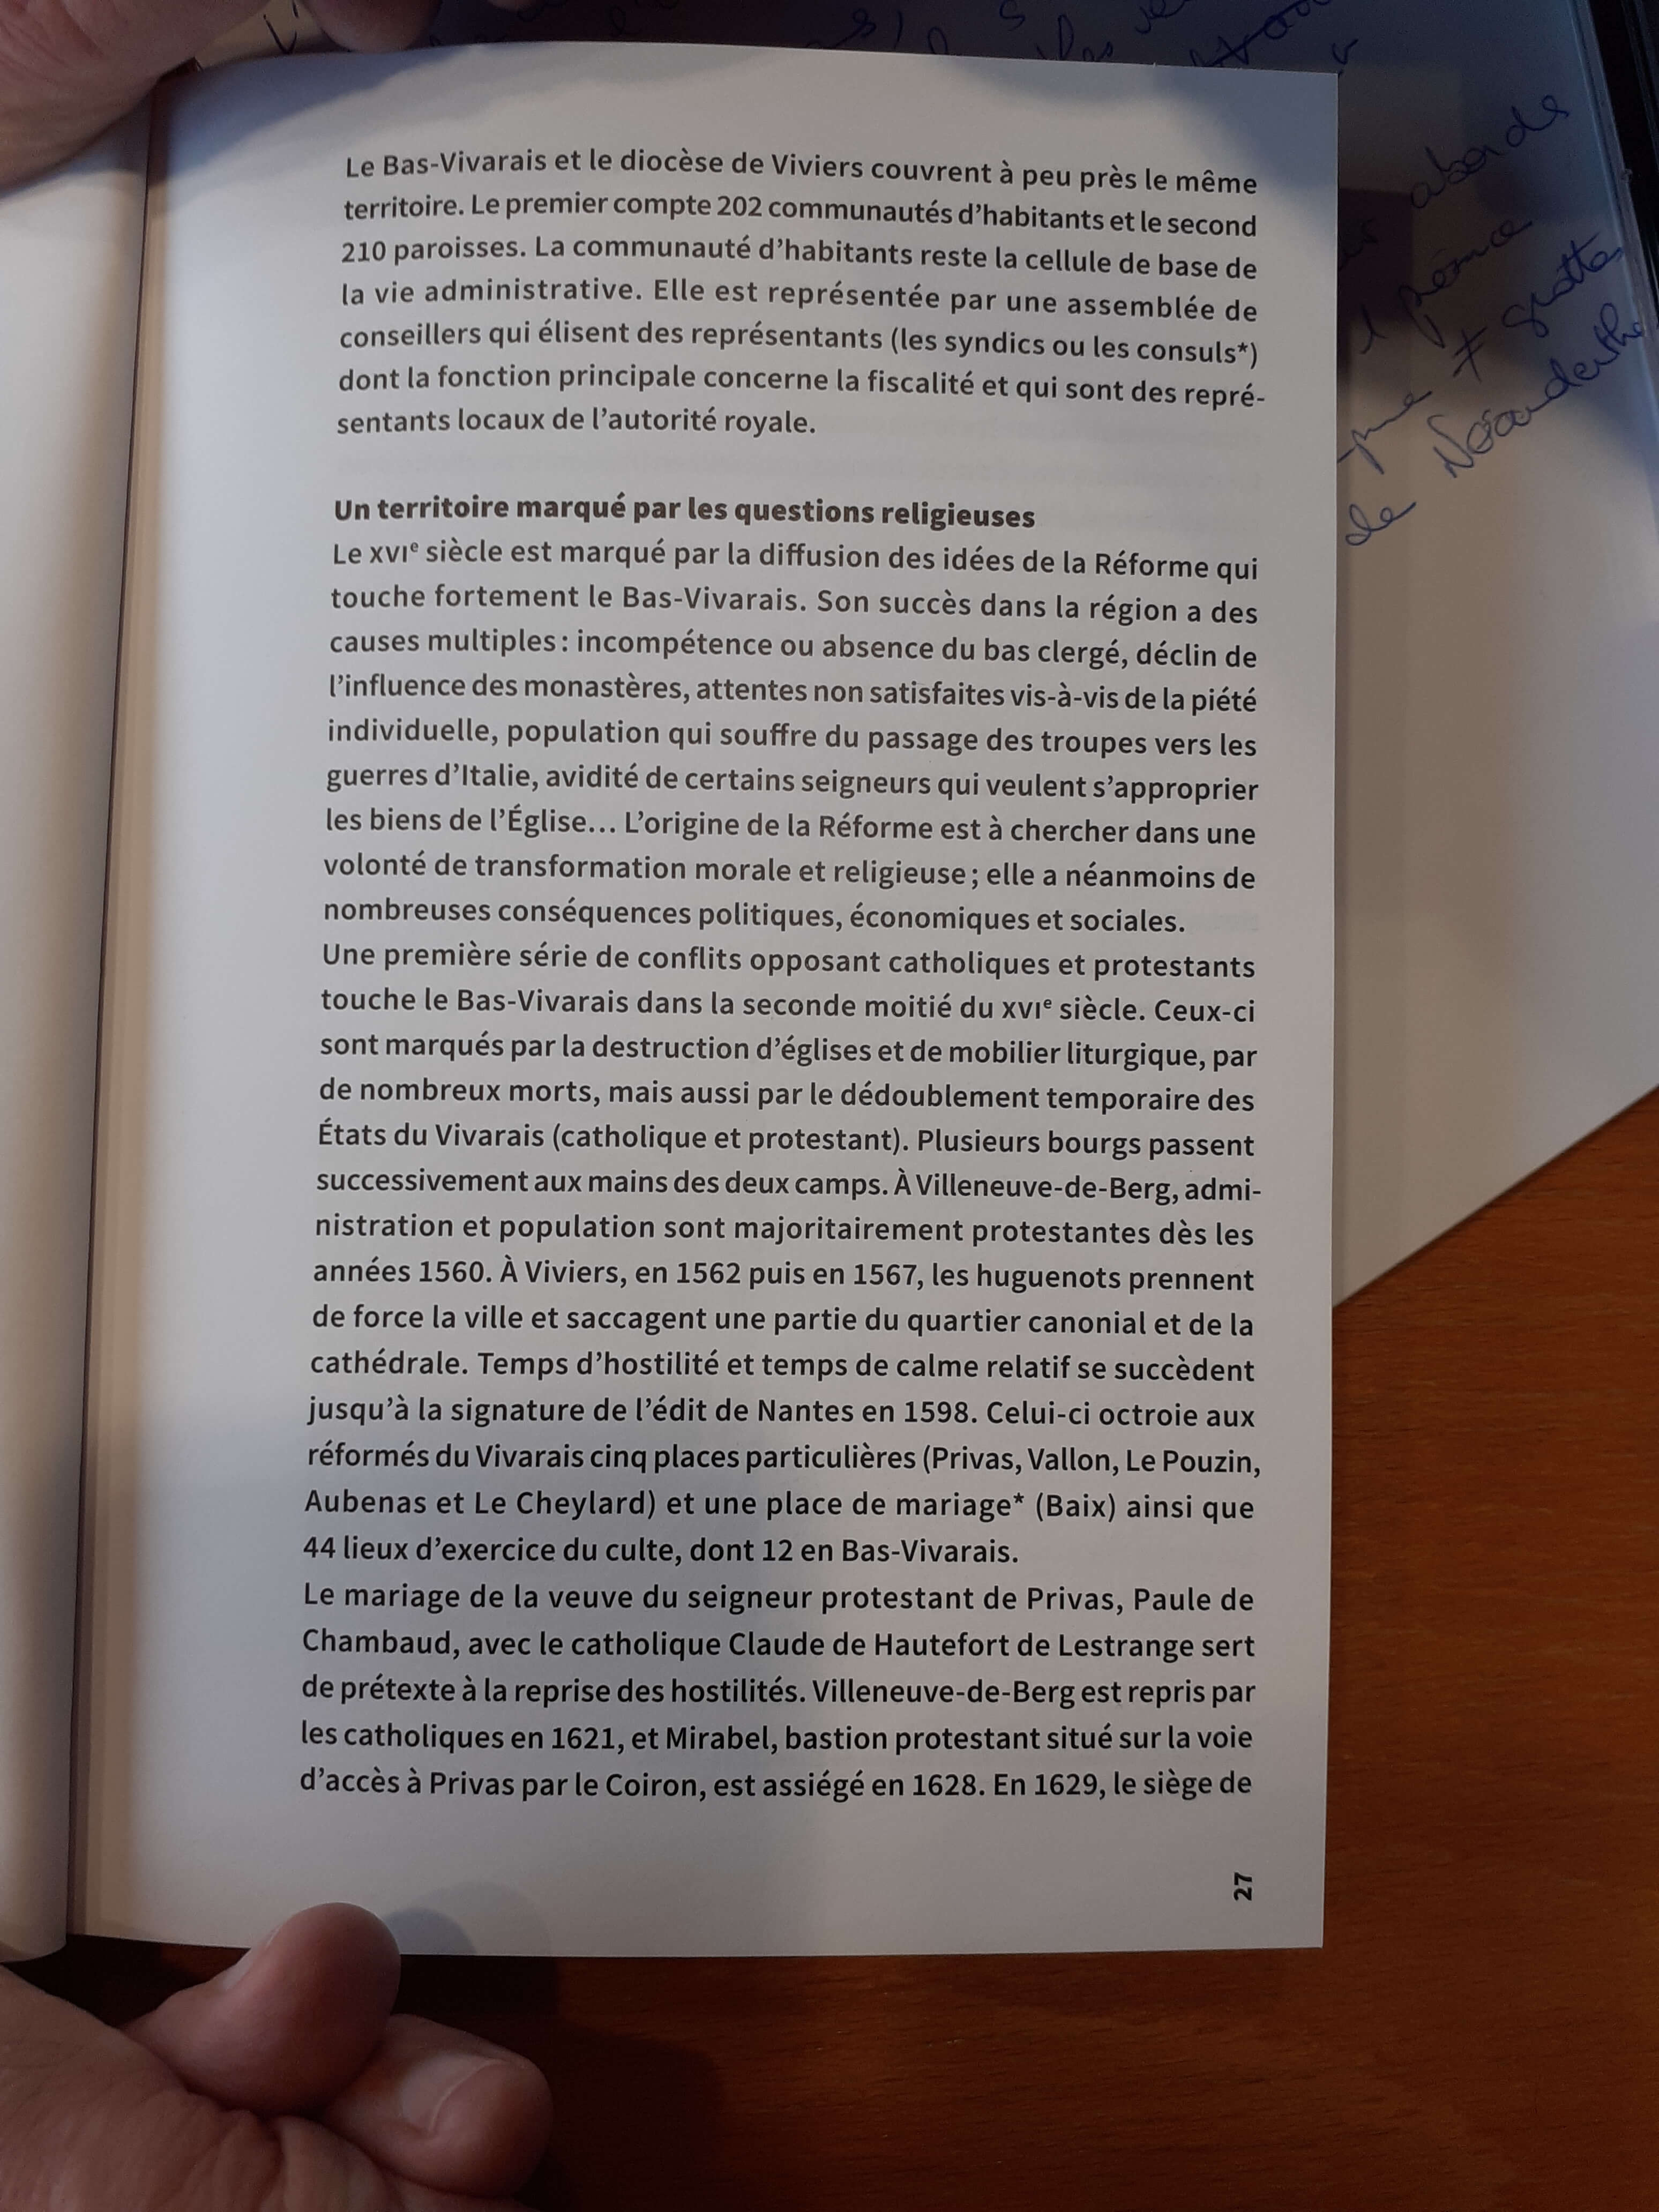 Le Bas-Vivarais et le diocèse de Viviers couvrent à peu près le même
territoire. Le premier compte 202 communautés d’habitants et le second
210 paroisses. La communauté d’habitants reste la cellule de base de
la vie administrative. Elle est représentée par une assemblée de
conseillers qui élisent des représentants (les syndics ou les consuls*)
dont la fonction principale concerne la fiscalité et qui sont des repré-
sentants locaux de l’autorité royale.
Un territoire marqué par les questions religieuses
Le XVIe siècle est marqué par la diffusion des idées de la Réforme qui
touche fortement le Bas-Vivarais. Son succès dans la région a des
causes multiples : incompétence ou absence du bas clergé, déclin de
l’influence des monastères, attentes non satisfaites vis-à-vis de la piété
individuelle, population qui souffre du passage des troupes vers les
guerres d’Italie, avidité de certains seigneurs qui veulent s’approprier
les biens de l’Église... L’origine de la Réforme est à chercher dans une
volonté de transformation morale et religieuse ; elle a néanmoins de
nombreuses conséquences politiques, économiques et sociales.
Une première série de conflits opposant catholiques et protestants
touche le Bas-Vivarais dans la seconde moitié du XVIe siècle. Ceux-ci
sont marqués par la destruction d’églises et de mobilier liturgique, par
de nombreux morts, mais aussi par le dédoublement temporaire des
États du Vivarais (catholique et protestant). Plusieurs bourgs passent
successivement aux mains des deux camps. À Villeneuve-de-Berg, admi-
nistration et population sont majoritairement protestantes dès les
années 1560. À Viviers, en 1562 puis en 1567, les huguenots prennent
de force la ville et saccagent une partie du quartier canonial et de la
cathédrale. Temps d’hostilité et temps de calme relatif se succèdent
jusqu’à la signature de l’édit de Nantes en 1598. Celui-ci octroie aux
réformés du Vivarais cinq places particulières (Privas, Vallon, Le Pouzin,
Aubenas et Le Cheylard) et une place de mariage* (Baix) ainsi que
44 lieux d’exercice du culte, dont 12 en Bas-Vivarais.
Le mariage de la veuve du seigneur protestant de Privas, Paule de
Chambaud, avec le catholique Claude de Hautefort de Lestrange sert
de prétexte à la reprise des hostilités. Villeneuve-de-Berg est repris par
les catholiques en 1621, et Mirabel, bastion protestant situé sur la voie
d’accès à Privas par le Coiron, est assiégé en 1628. En 1629, le siège de
27
≠ grotte
de